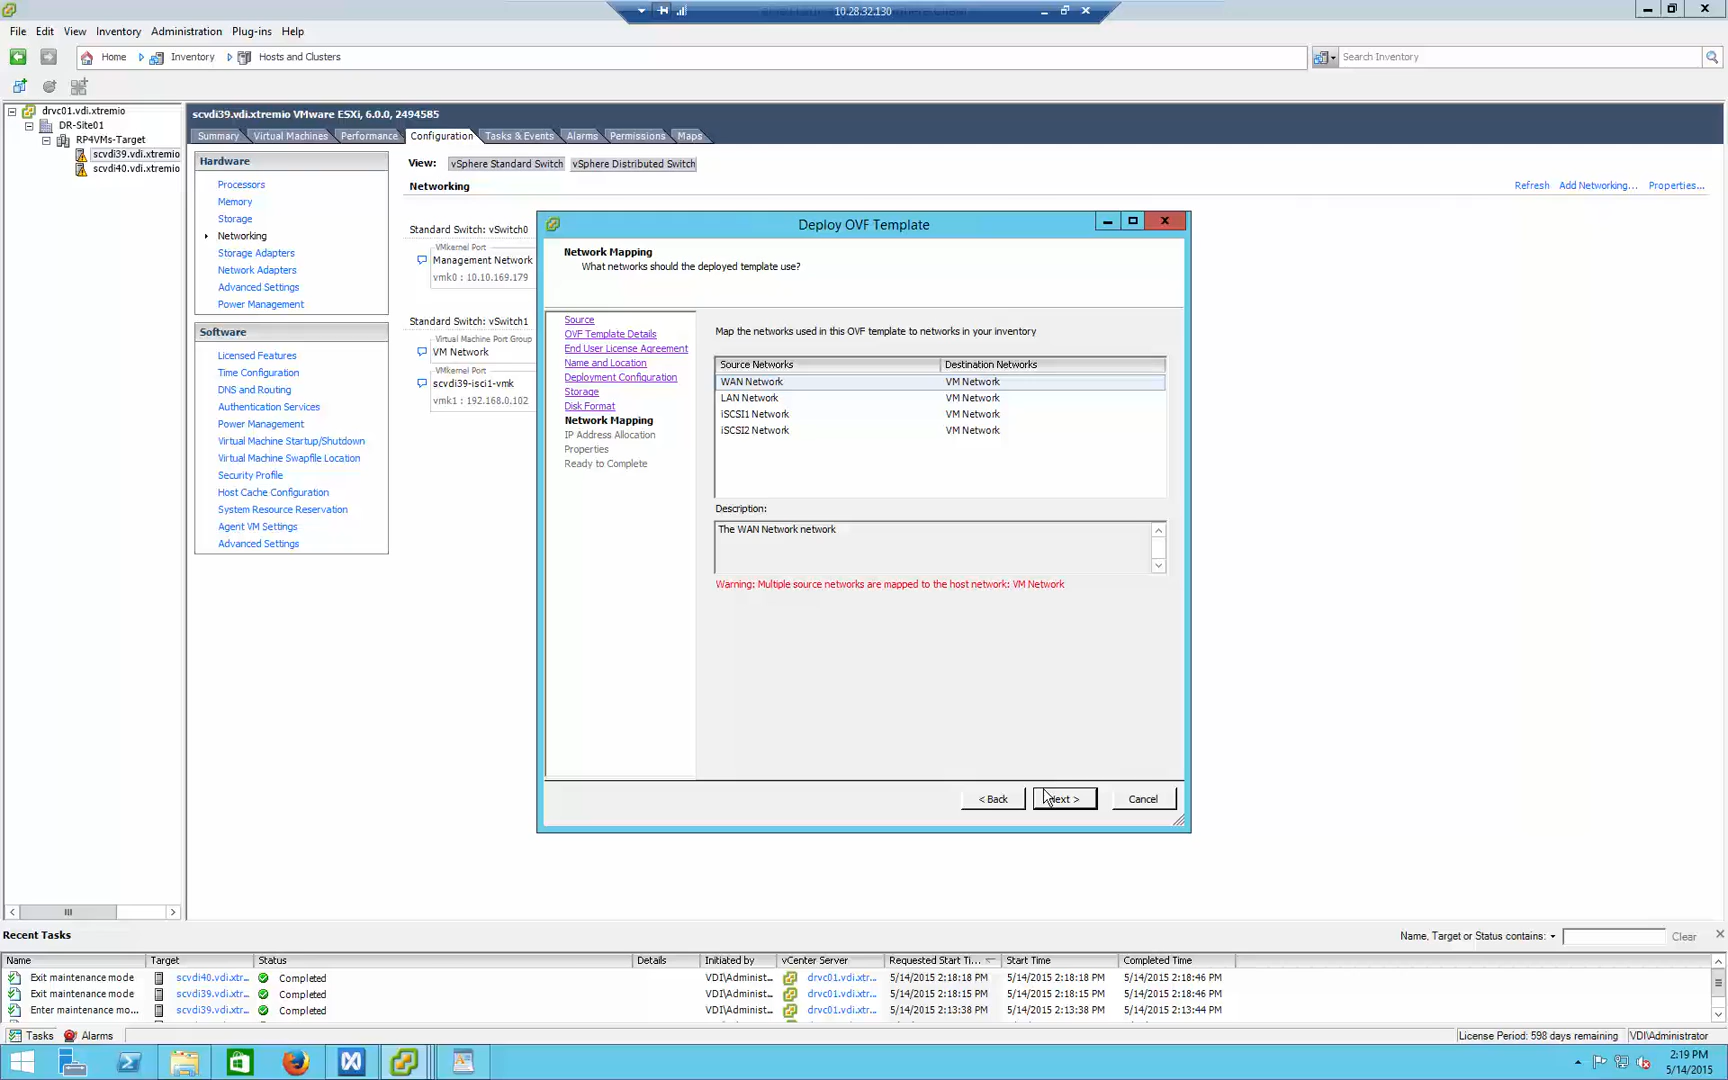 10.28.32.130
File Edit View Inventory Administration Plug-ins Help
Home Inventory Hosts and Clusters
Search Inventory
drvc01.vdi.xtremio
DR-Site01
RP4VMs-Target
scvdi39.vdi.xtremio
scvdi40.vdi.xtremio
scvdi39.vdi.xtremio VMware ESXi, 6.0.0, 2494585
Summary Virtual Machines Performance Configuration Tasks & Events Alarms Permissions Maps
Hardware
Processors
Memory
Storage
Networking
Storage Adapters
Network Adapters
Advanced Settings
Power Management
Software
Licensed Features
Time Configuration
DNS and Routing
Authentication Services
Power Management
Virtual Machine Startup/Shutdown
Virtual Machine Swapfile Location
Security Profile
Host Cache Configuration
System Resource Reservation
Agent VM Settings
Advanced Settings
View: vSphere Standard Switch vSphere Distributed Switch
Networking
Refresh Add Networking... Properties...
Standard Switch: vSwitch0
VMkernel Port
Management Network
vmk0 : 10.10.169.179
Standard Switch: vSwitch1
Virtual Machine Port Group
VM Network
VMkernel Port
scvdi39-isci1-vmk
vmk1 : 192.168.0.102
Deploy OVF Template
Network Mapping
What networks should the deployed template use?
Source
OVF Template Details
End User License Agreement
Name and Location
Deployment Configuration
Storage
Disk Format
Network Mapping
IP Address Allocation
Properties
Ready to Complete
Map the networks used in this OVF template to networks in your inventory
Source Networks Destination Networks
WAN Network VM Network
LAN Network VM Network
iSCSI1 Network VM Network
iSCSI2 Network VM Network
Description:
The WAN Network network
Warning: Multiple source networks are mapped to the host network: VM Network
< Back Next > Cancel
Recent Tasks
Name, Target or Status contains: Clear
Name Target Status Details Initiated by vCenter Server Requested Start Ti... Start Time Completed Time
Exit maintenance mode scvdi40.vdi.xtr... Completed VDI\Administ... drvc01.vdi.xtr... 5/14/2015 2:18:18 PM 5/14/2015 2:18:18 PM 5/14/2015 2:18:46 PM
Exit maintenance mode scvdi39.vdi.xtr... Completed VDI\Administ... drvc01.vdi.xtr... 5/14/2015 2:18:15 PM 5/14/2015 2:18:15 PM 5/14/2015 2:18:46 PM
Enter maintenance mo... scvdi39.vdi.xtr... Completed VDI\Administ... drvc01.vdi.xtr... 5/14/2015 2:13:38 PM 5/14/2015 2:13:38 PM 5/14/2015 2:13:44 PM
Tasks Alarms
License Period: 598 days remaining VDI\Administrator
2:19 PM
5/14/2015